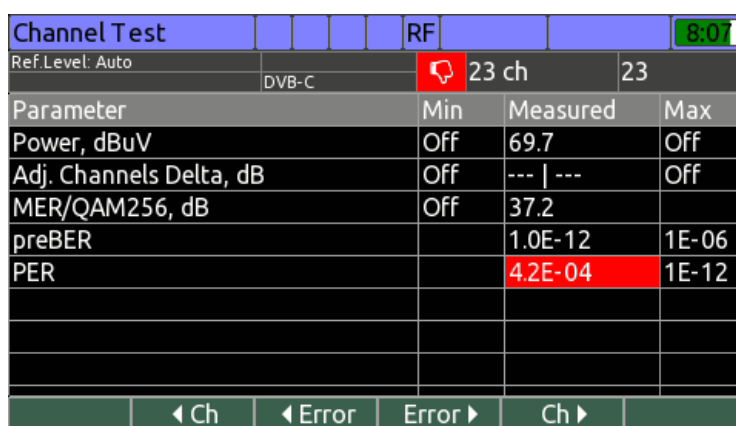 Channel Test RF 8:07
Ref.Level: Auto DVB-C 23 ch 23
Parameter Min Measured Max
Power, dBuV Off 69.7 Off
Adj. Channels Delta, dB Off --- | --- Off
MER/QAM256, dB Off 37.2
preBER 1.0E-12 1E-06
PER 4.2E-04 1E-12
Ch Error Error Ch